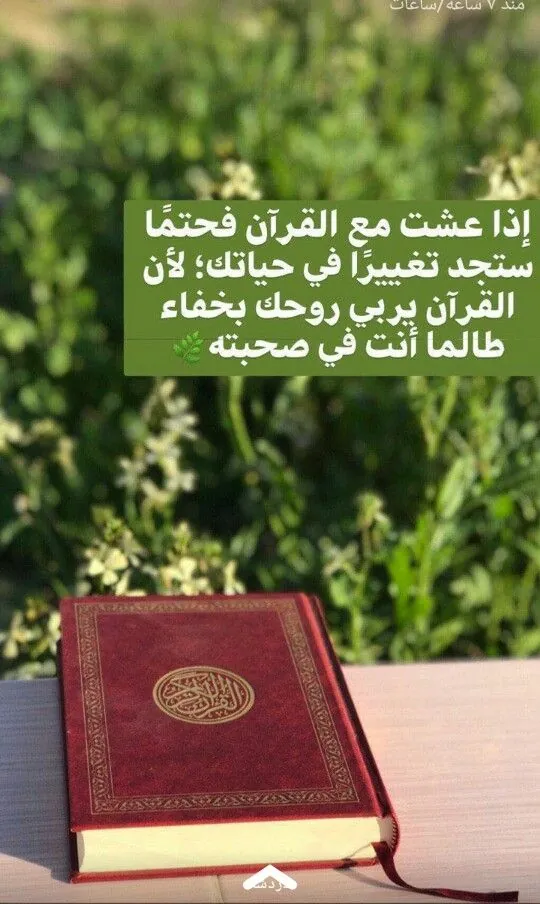 منذ ٧ ساعة/ساعات
إذا عشت مع القرآن فحتمًا
ستجد تغييرًا في حياتك؛ لأن
القرآن يربي روحك بخفاء
طالما أنت في صحبته🌿
القرآن الكريم
دردشة